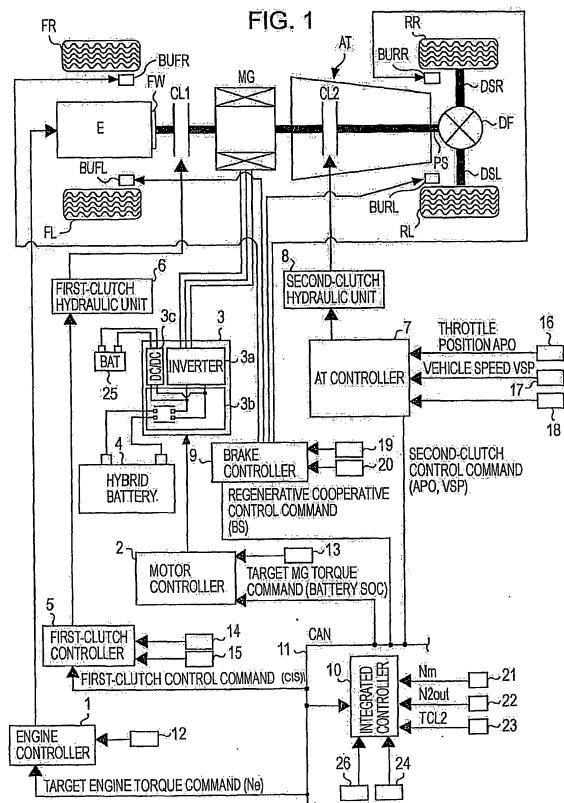 FIG. 1
FR
BUFR
FW
CL1
MG
AT
CL2
RR
BURR
DSR
DF
E
PS
DSL
BUFL
FL
BURL
RL
6
FIRST-CLUTCH
HYDRAULIC UNIT
8
SECOND-CLUTCH
HYDRAULIC UNIT
3c
3
DC/DC
INVERTER
3a
3b
BAT
25
7
AT CONTROLLER
THROTTLE
POSITION APO
16
VEHICLE SPEED VSP
17
18
4
HYBRID
BATTERY
9
BRAKE
CONTROLLER
19
20
SECOND-CLUTCH
CONTROL COMMAND
(APO, VSP)
REGENERATIVE COOPERATIVE
CONTROL COMMAND
(BS)
2
MOTOR
CONTROLLER
13
TARGET MG TORQUE
COMMAND (BATTERY SOC)
5
FIRST-CLUTCH
CONTROLLER
14
15
11
CAN
FIRST-CLUTCH CONTROL COMMAND (C1S)
10
INTEGRATED
CONTROLLER
Nm
21
N2out
22
TCL2
23
1
ENGINE
CONTROLLER
12
TARGET ENGINE TORQUE COMMAND (Ne)
26
24